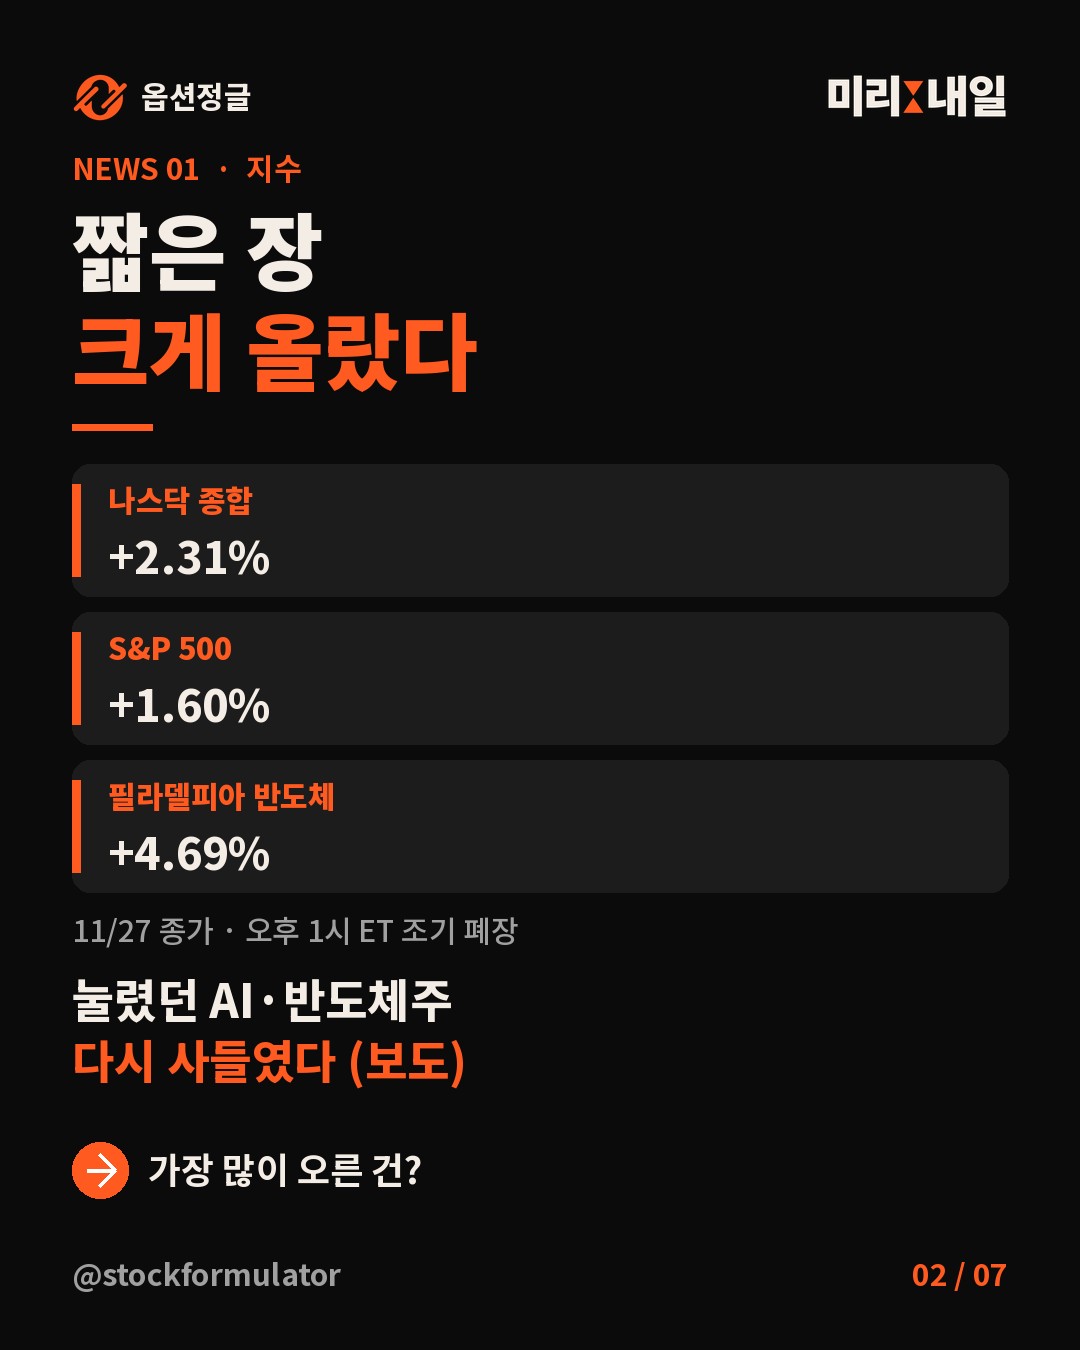 옵션정글
미리내일
NEWS 01 · 지수
짧은 장
크게 올랐다
나스닥 종합
+2.31%
S&P 500
+1.60%
필라델피아 반도체
+4.69%
11/27 종가 · 오후 1시 ET 조기 폐장
눌렸던 AI·반도체주
다시 사들였다 (보도)
가장 많이 오른 건?
@stockformulator
02 / 07